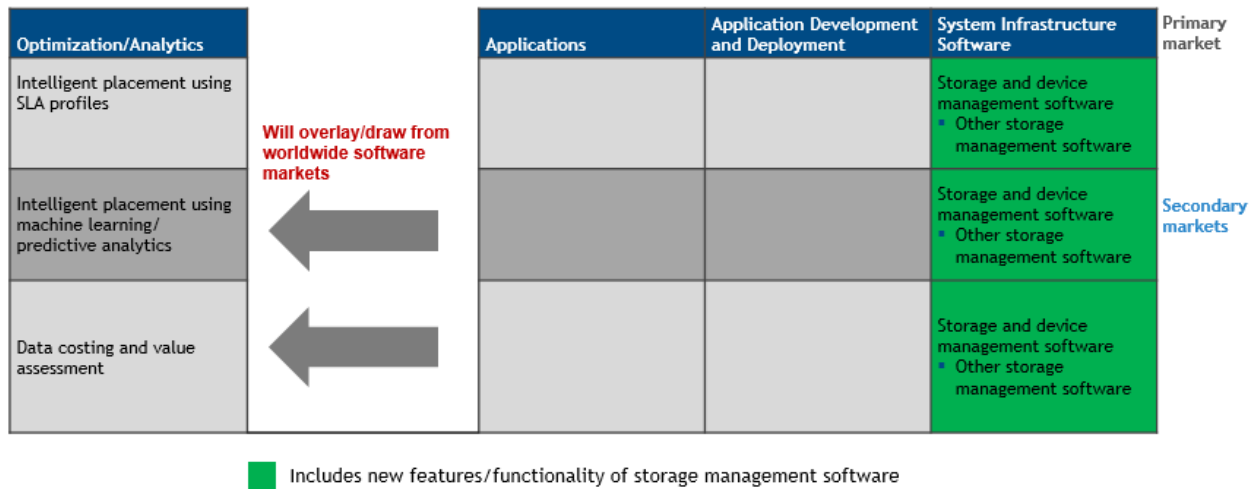 Optimization/Analytics
Applications
Application Development
and Deployment
System Infrastructure
Software
Primary
market
Intelligent placement using
SLA profiles
Will overlay/draw from
worldwide software
markets
Storage and device
management software
▪ Other storage
management software
Intelligent placement using
machine learning/
predictive analytics
Storage and device
management software
▪ Other storage
management software
Secondary
markets
Data costing and value
assessment
Storage and device
management software
▪ Other storage
management software
Includes new features/functionality of storage management software